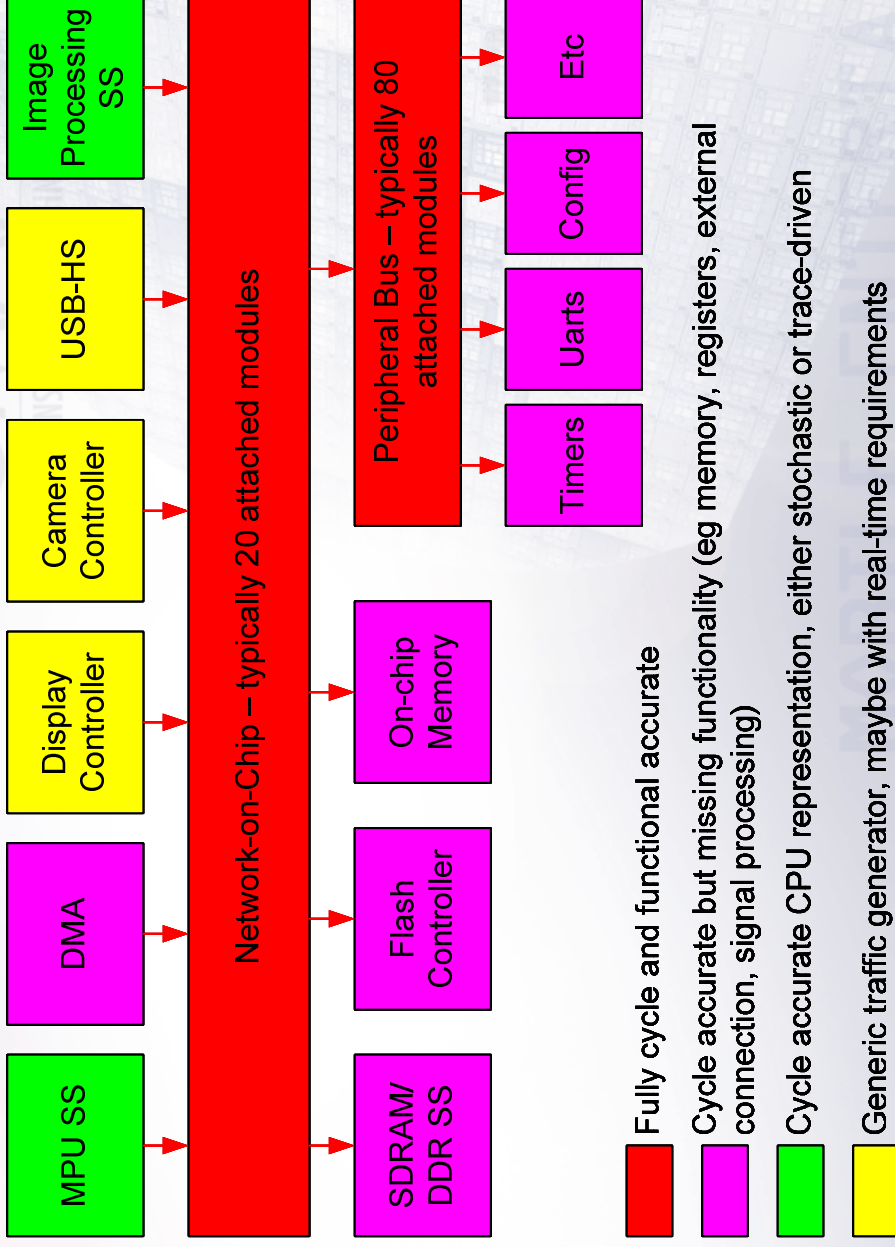 MPU SS
DMA
Display
Controller
Camera
Controller
USB-HS
Image
Processing
SS
Network-on-Chip – typically 20 attached modules
SDRAM/
DDR SS
Flash
Controller
On-chip
Memory
Peripheral Bus – typically 80
attached modules
Timers
Uarts
Config
Etc
Fully cycle and functional accurate
Cycle accurate but missing functionality (eg memory, registers, external
connection, signal processing)
Cycle accurate CPU representation, either stochastic or trace-driven
Generic traffic generator, maybe with real-time requirements